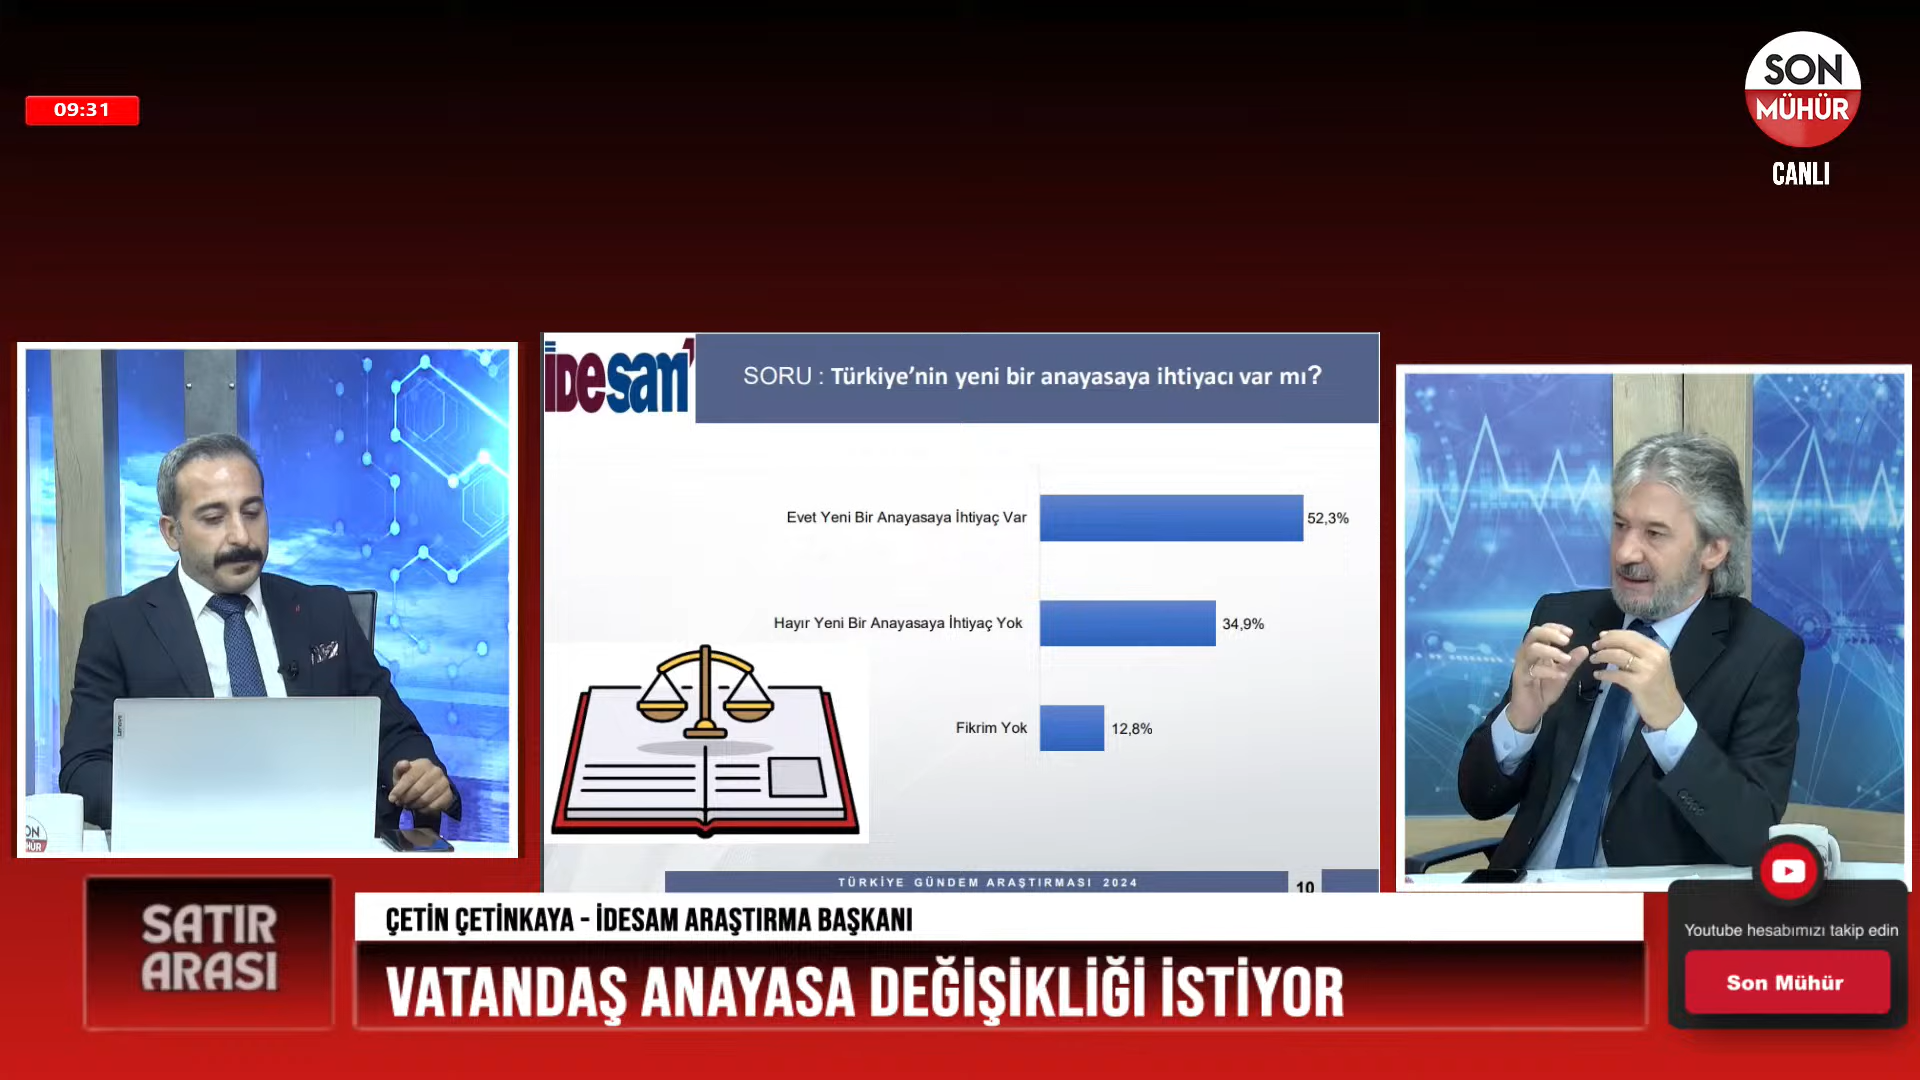 09:31
SON
MÜHÜR
CANLI
idesam
SORU : Türkiye’nin yeni bir anayasaya ihtiyacı var mı?
Evet Yeni Bir Anayasaya İhtiyaç Var 52,3%
Hayır Yeni Bir Anayasaya İhtiyaç Yok 34,9%
Fikrim Yok 12,8%
TÜRKİYE GÜNDEM ARAŞTIRMASI 2024 10
Lenovo
SATIR
ARASI
ÇETİN ÇETİNKAYA - İDESAM ARAŞTIRMA BAŞKANI
VATANDAŞ ANAYASA DEĞİŞİKLİĞİ İSTİYOR
Youtube hesabımızı takip edin
Son Mühür